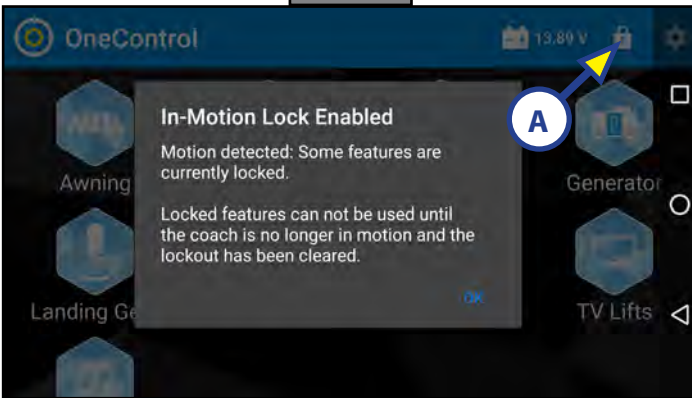 OneControl
13.89 V
In-Motion Lock Enabled
Motion detected: Some features are
currently locked.
Locked features can not be used until
the coach is no longer in motion and the
lockout has been cleared.
OK
A
Awning
Generator
Landing Ge
TV Lifts